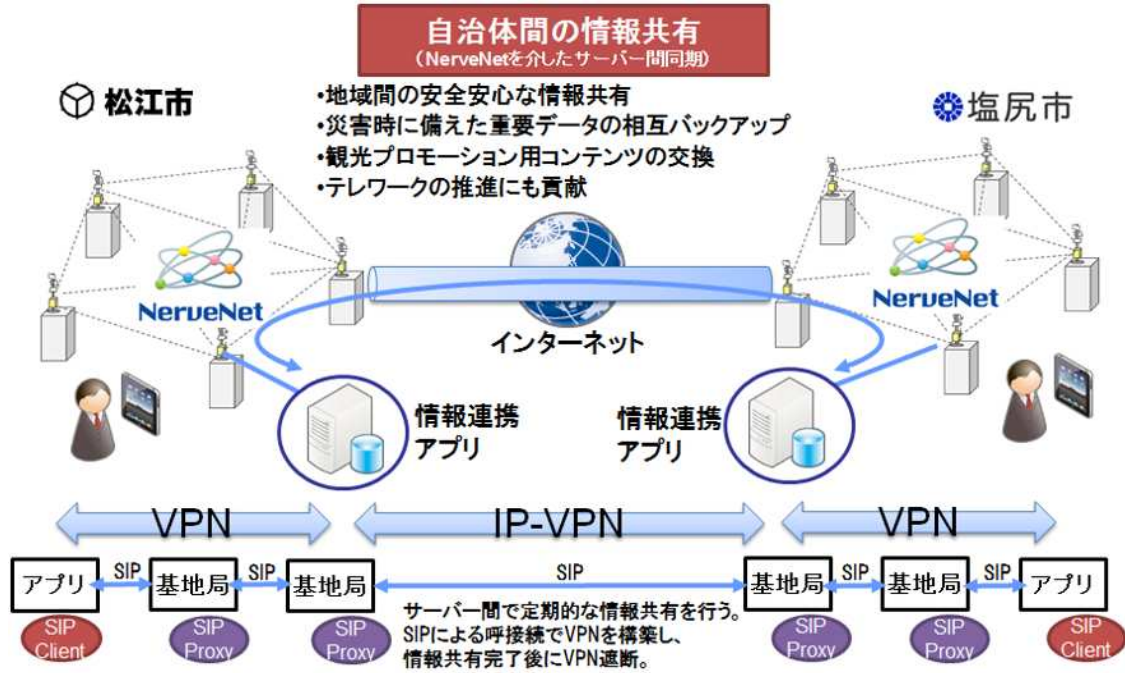 自治体間の情報共有
(NerveNetを介したサーバー間同期)
松江市
塩尻市
•地域間の安全安心な情報共有
•災害時に備えた重要データの相互バックアップ
•観光プロモーション用コンテンツの交換
•テレワークの推進にも貢献
NerveNet
NerveNet
インターネット
情報連携
アプリ
情報連携
アプリ
VPN
IP-VPN
VPN
アプリ
SIP
基地局
SIP
基地局
SIP
基地局
SIP
基地局
SIP
アプリ
SIP
Client
SIP
Proxy
SIP
Proxy
サーバー間で定期的な情報共有を行う。
SIPによる呼接続でVPNを構築し、
情報共有完了後にVPN遮断。
SIP
Proxy
SIP
Proxy
SIP
Client